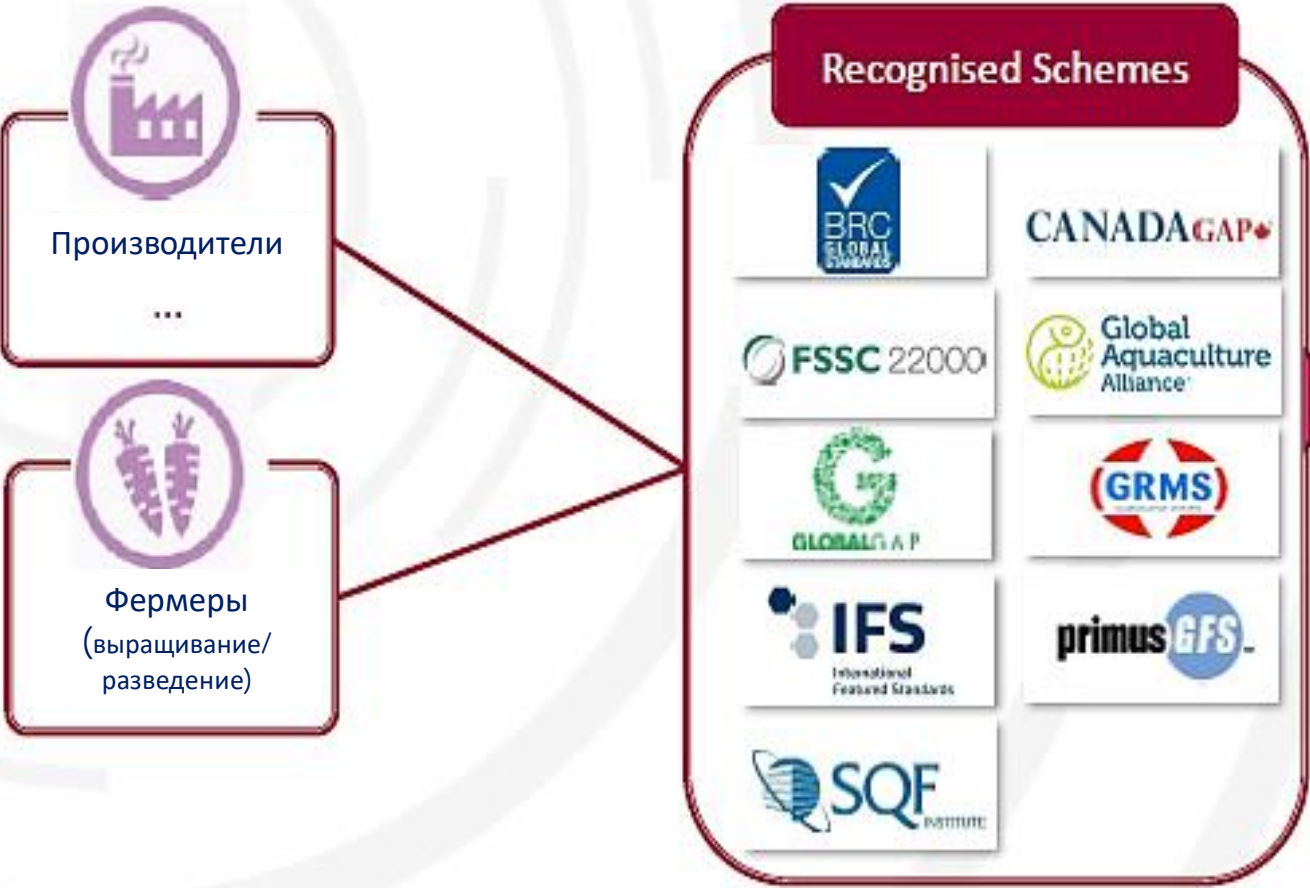 Производители
...
Фермеры
(выращивание/
разведение)
Recognised Schemes
BRC
GLOBAL
STANDARDS
CANADAGAP
FSSC 22000
Global
Aquaculture
Alliance
GLOBALG.A.P
GRMS
IFS
International
Featured Standards
primusGFS
SQF
INSTITUTE